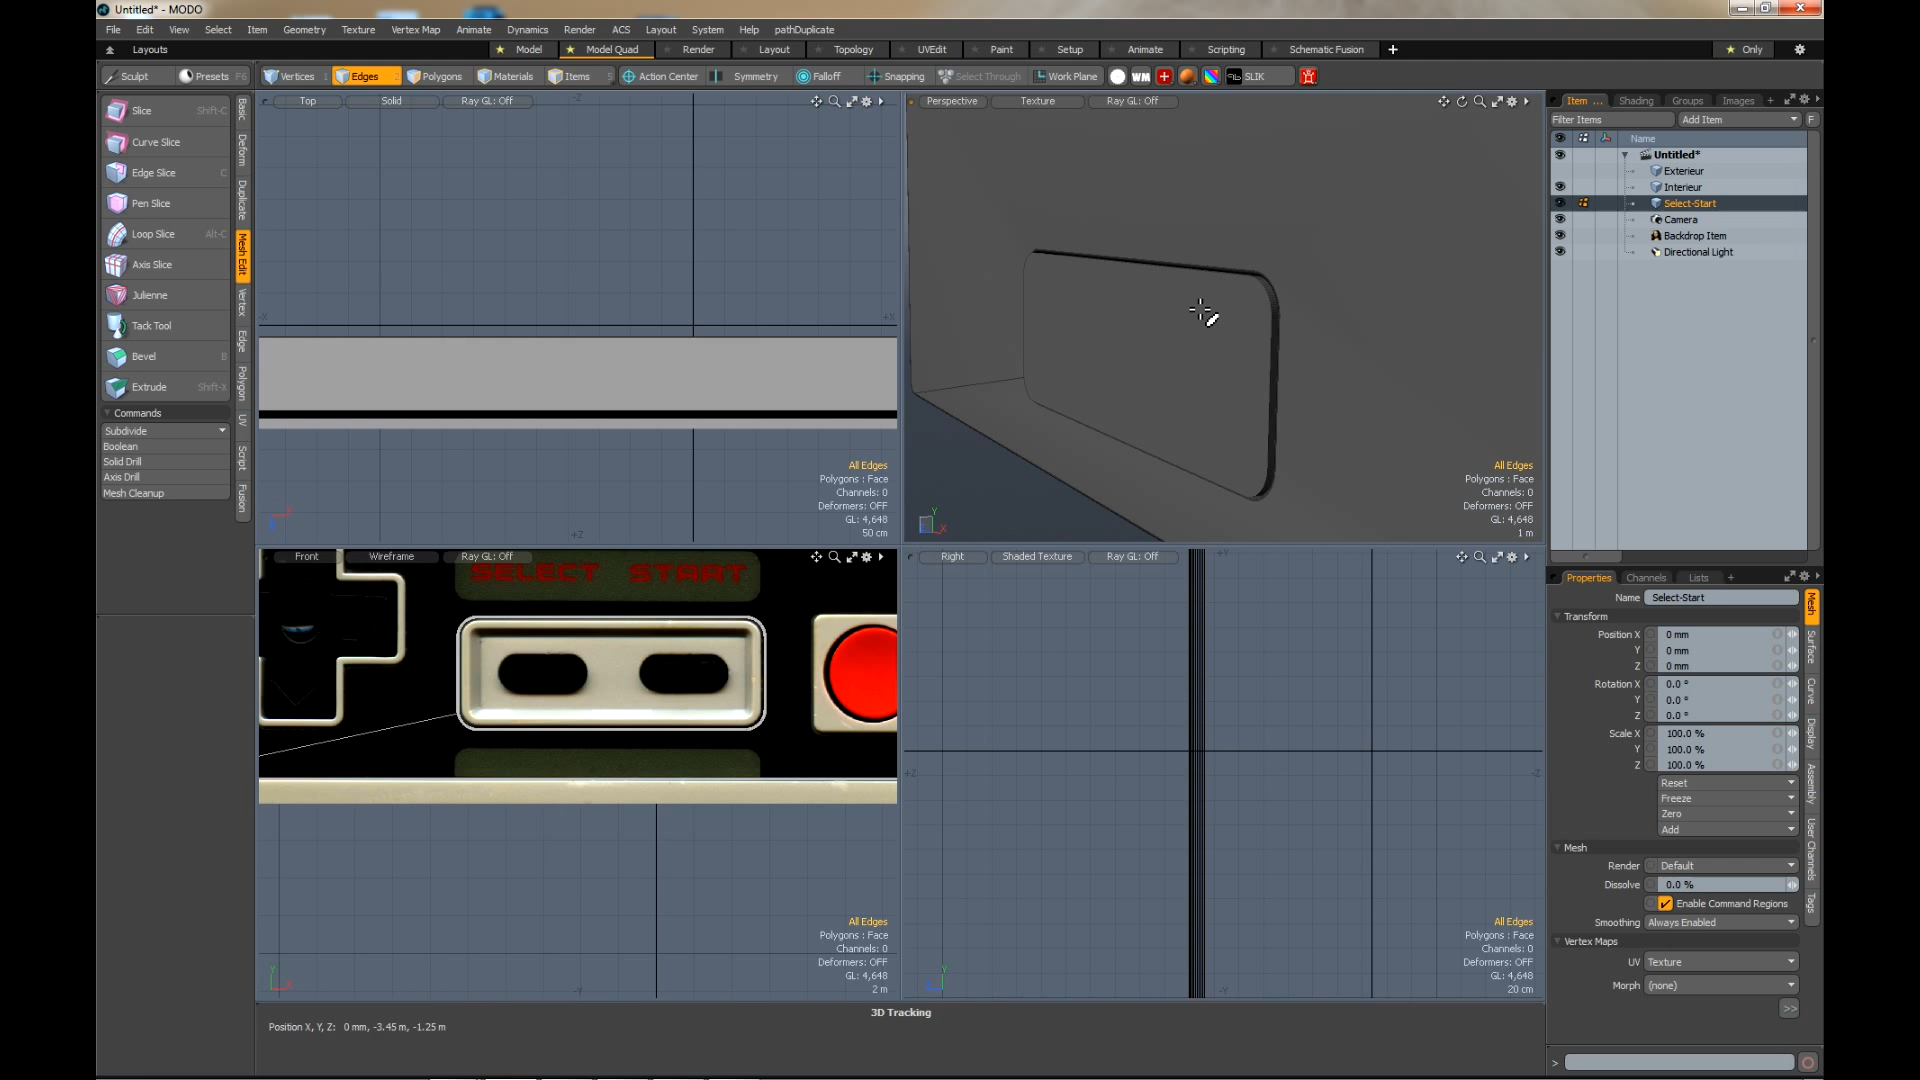 Untitled* - MODO
File Edit View Select Item Geometry Texture Vertex Map Animate Dynamics Render ACS Layout System Help pathDuplicate
Layouts Model Model Quad Render Layout Topology UVEdit Paint Setup Animate Scripting Schematic Fusion + Only
Sculpt Presets F6 Vertices 1 Edges 2 Polygons Materials Items 5 Action Center Symmetry Falloff Snapping Select Through Work Plane WM SLIK
Slice Shift-C
Curve Slice
Edge Slice C
Pen Slice
Loop Slice Alt-C
Axis Slice
Julienne
Tack Tool
Bevel B
Extrude Shift-X
Commands
Subdivide
Boolean
Solid Drill
Axis Drill
Mesh Cleanup
Basic
Deform
Duplicate
Mesh Edit
Vertex
Edge
Polygon
UV
Script
Fusion
Top Solid Ray GL: Off
-Z
-X +X
+Z
All Edges
Polygons : Face
Channels: 0
Deformers: OFF
GL: 4,648
50 cm
Perspective Texture Ray GL: Off
All Edges
Polygons : Face
Channels: 0
Deformers: OFF
GL: 4,648
1 m
Y
X
Front Wireframe Ray GL: Off
SELECT START
All Edges
Polygons : Face
Channels: 0
Deformers: OFF
GL: 4,648
2 m
-Y
Right Shaded Texture Ray GL: Off
+Y
+Z -Z
-Y
All Edges
Polygons : Face
Channels: 0
Deformers: OFF
GL: 4,648
20 cm
Position X, Y, Z: 0 mm, -3.45 m, -1.25 m
3D Tracking
Item ... Shading Groups Images +
Filter Items Add Item F
Name
Untitled*
Exterieur
Interieur
Select-Start
Camera
Backdrop Item
Directional Light
Properties Channels Lists +
Name Select-Start
Transform
Position X 0 mm
Y 0 mm
Z 0 mm
Rotation X 0.0 °
Y 0.0 °
Z 0.0 °
Scale X 100.0 %
Y 100.0 %
Z 100.0 %
Reset
Freeze
Zero
Add
Mesh
Render Default
Dissolve 0.0 %
Enable Command Regions
Smoothing Always Enabled
Vertex Maps
UV Texture
Morph (none)
>>
>
Mesh
Surface
Curve
Display
Assembly
User Channels
Tags